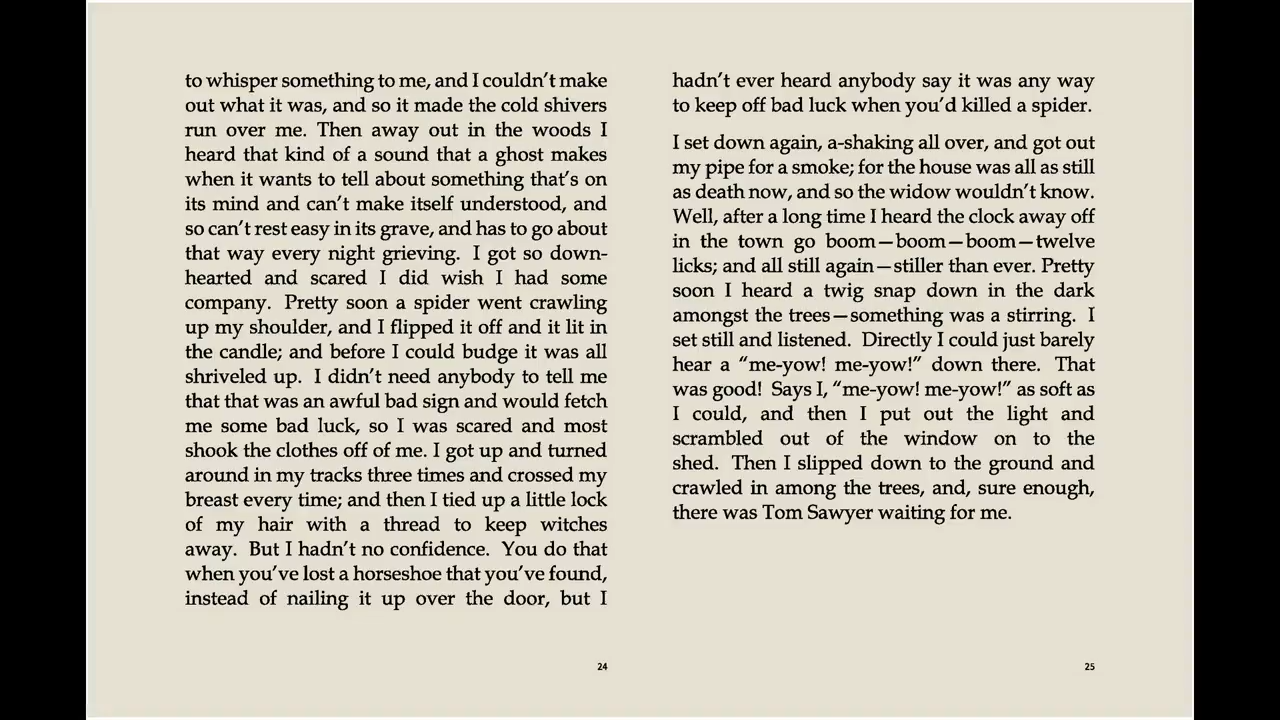 to whisper something to me, and I couldn’t make
out what it was, and so it made the cold shivers
run over me. Then away out in the woods I
heard that kind of a sound that a ghost makes
when it wants to tell about something that’s on
its mind and can’t make itself understood, and
so can’t rest easy in its grave, and has to go about
that way every night grieving. I got so down-
hearted and scared I did wish I had some
company. Pretty soon a spider went crawling
up my shoulder, and I flipped it off and it lit in
the candle; and before I could budge it was all
shriveled up. I didn’t need anybody to tell me
that that was an awful bad sign and would fetch
me some bad luck, so I was scared and most
shook the clothes off of me. I got up and turned
around in my tracks three times and crossed my
breast every time; and then I tied up a little lock
of my hair with a thread to keep witches
away. But I hadn’t no confidence. You do that
when you’ve lost a horseshoe that you’ve found,
instead of nailing it up over the door, but I
24
hadn’t ever heard anybody say it was any way
to keep off bad luck when you’d killed a spider.
I set down again, a-shaking all over, and got out
my pipe for a smoke; for the house was all as still
as death now, and so the widow wouldn’t know.
Well, after a long time I heard the clock away off
in the town go boom—boom—boom—twelve
licks; and all still again—stiller than ever. Pretty
soon I heard a twig snap down in the dark
amongst the trees—something was a stirring. I
set still and listened. Directly I could just barely
hear a “me-yow! me-yow!” down there. That
was good! Says I, “me-yow! me-yow!” as soft as
I could, and then I put out the light and
scrambled out of the window on to the
shed. Then I slipped down to the ground and
crawled in among the trees, and, sure enough,
there was Tom Sawyer waiting for me.
25